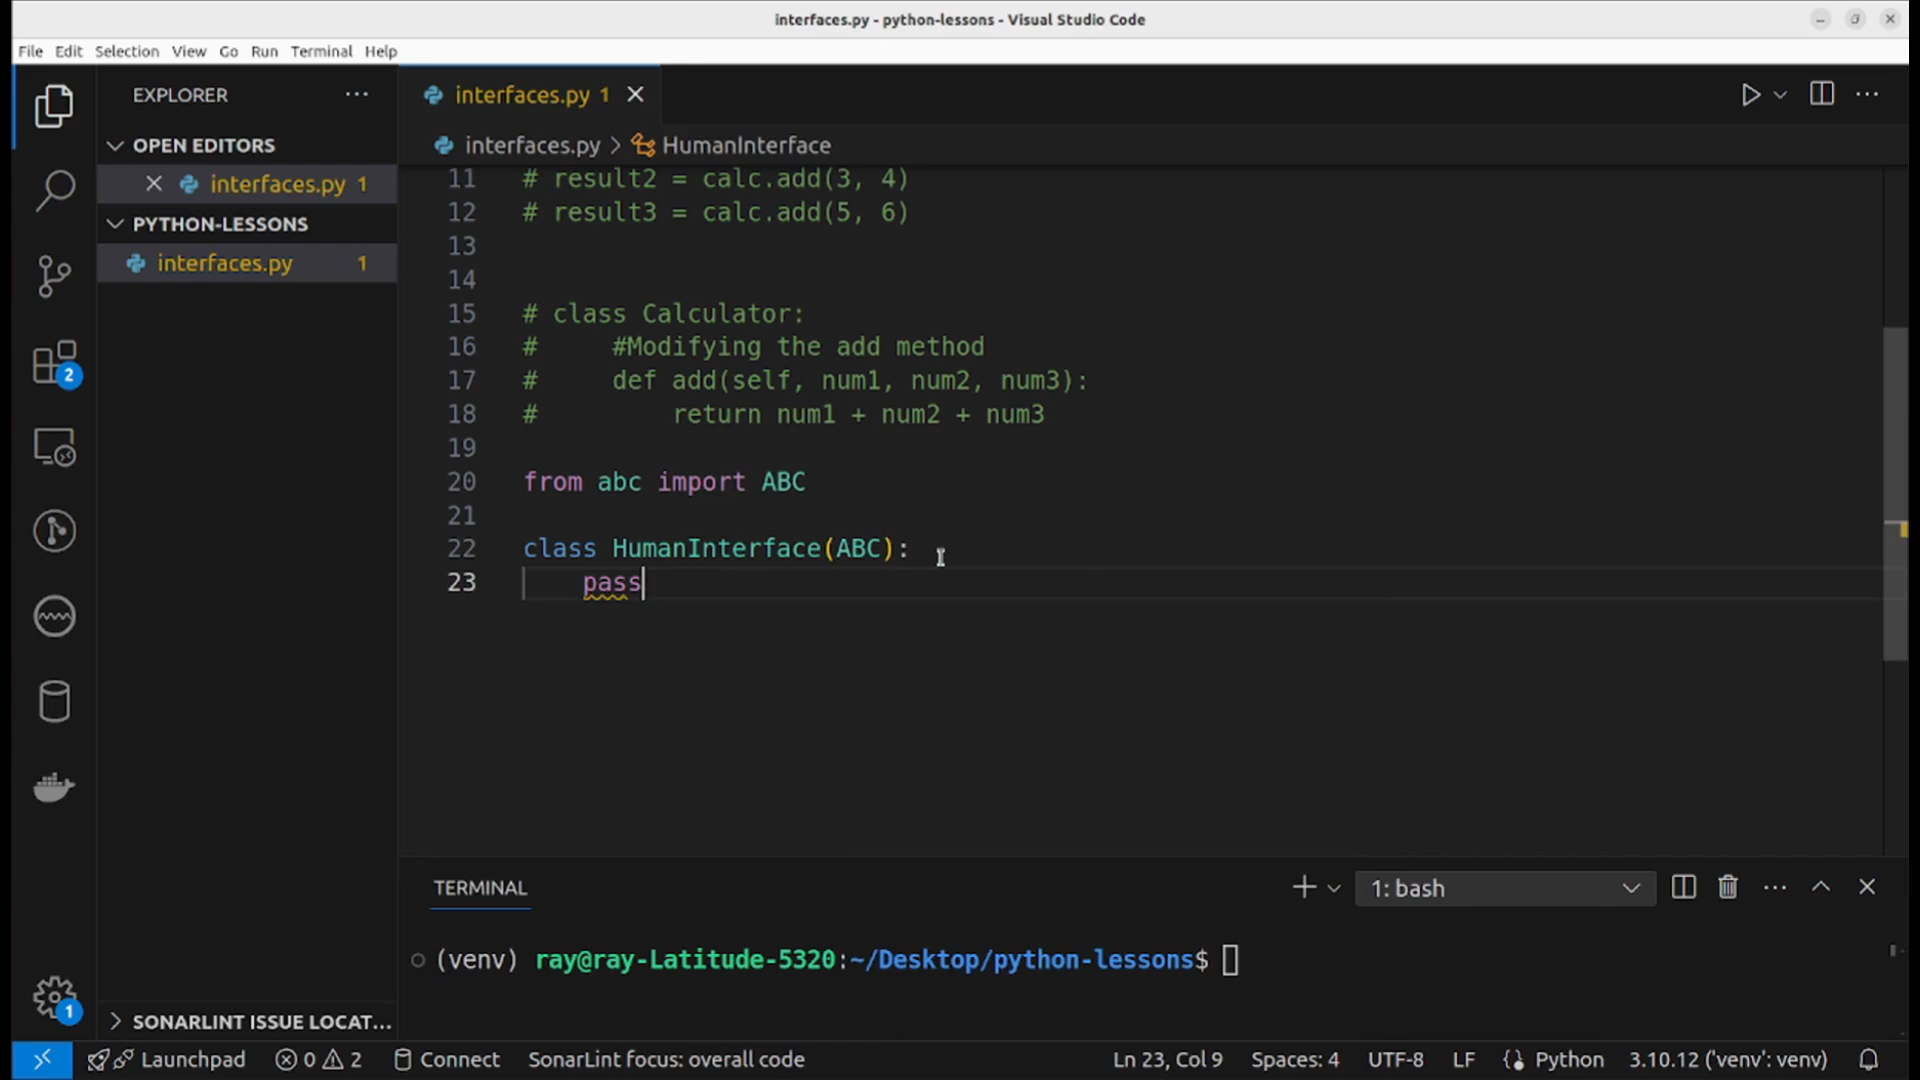 interfaces.py - python-lessons - Visual Studio Code
File Edit Selection View Go Run Terminal Help
EXPLORER
interfaces.py 1
OPEN EDITORS
interfaces.py > HumanInterface
interfaces.py 1
PYTHON-LESSONS
interfaces.py 1
11 # result2 = calc.add(3, 4)
12 # result3 = calc.add(5, 6)
13
14
15 # class Calculator:
16 #     #Modifying the add method
17 #     def add(self, num1, num2, num3):
18 #         return num1 + num2 + num3
19
20 from abc import ABC
21
22 class HumanInterface(ABC):
23     pass
2
TERMINAL
1: bash
(venv) ray@ray-Latitude-5320:~/Desktop/python-lessons$
1
SONARLINT ISSUE LOCAT...
Launchpad 0 2 Connect SonarLint focus: overall code Ln 23, Col 9 Spaces: 4 UTF-8 LF Python 3.10.12 ('venv': venv)